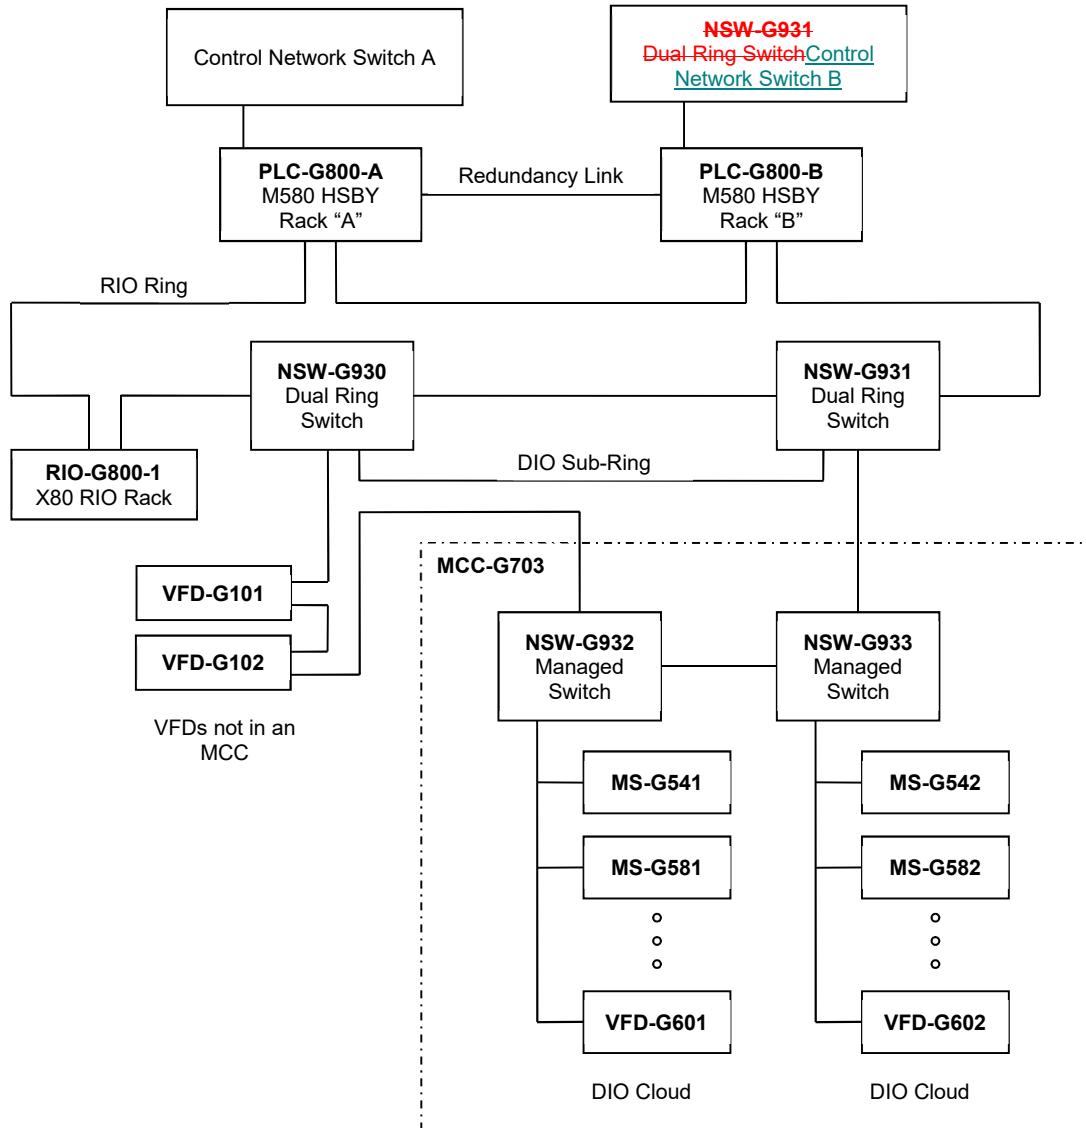 Control Network Switch A
NSW-G931
Dual Ring SwitchControl
Network Switch B
PLC-G800-A
M580 HSBY
Rack “A”
Redundancy Link
PLC-G800-B
M580 HSBY
Rack “B”
RIO Ring
NSW-G930
Dual Ring
Switch
NSW-G931
Dual Ring
Switch
RIO-G800-1
X80 RIO Rack
DIO Sub-Ring
MCC-G703
VFD-G101
VFD-G102
VFDs not in an
MCC
NSW-G932
Managed
Switch
NSW-G933
Managed
Switch
MS-G541
MS-G542
MS-G581
MS-G582
VFD-G601
VFD-G602
DIO Cloud
DIO Cloud